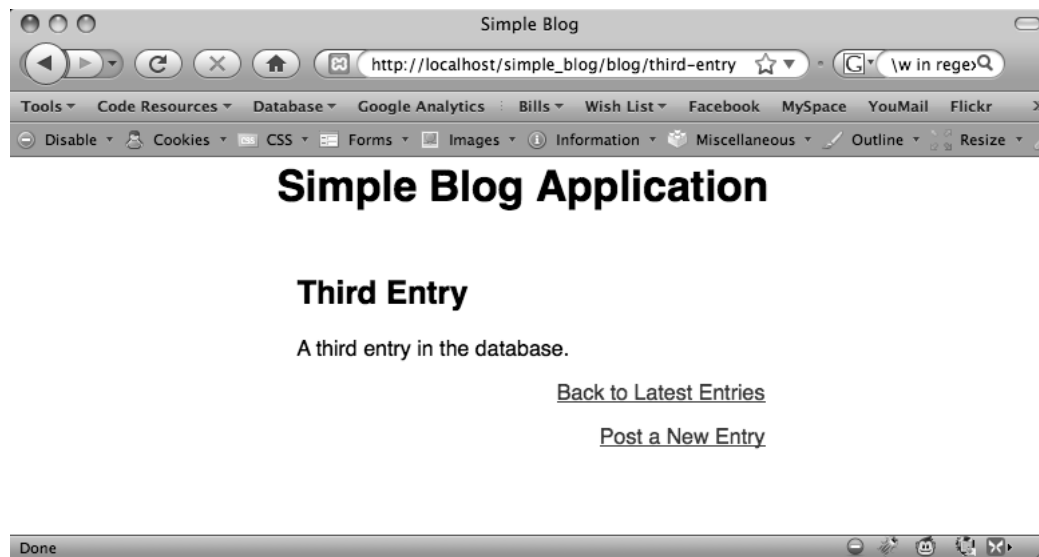 Simple Blog
http://localhost/simple_blog/blog/third-entry
G
\w in regex
Tools Code Resources Database Google Analytics Bills Wish List Facebook MySpace YouMail Flickr
Disable Cookies CSS Forms Images Information Miscellaneous Outline Resize
Simple Blog Application
Third Entry
A third entry in the database.
Back to Latest Entries
Post a New Entry
Done